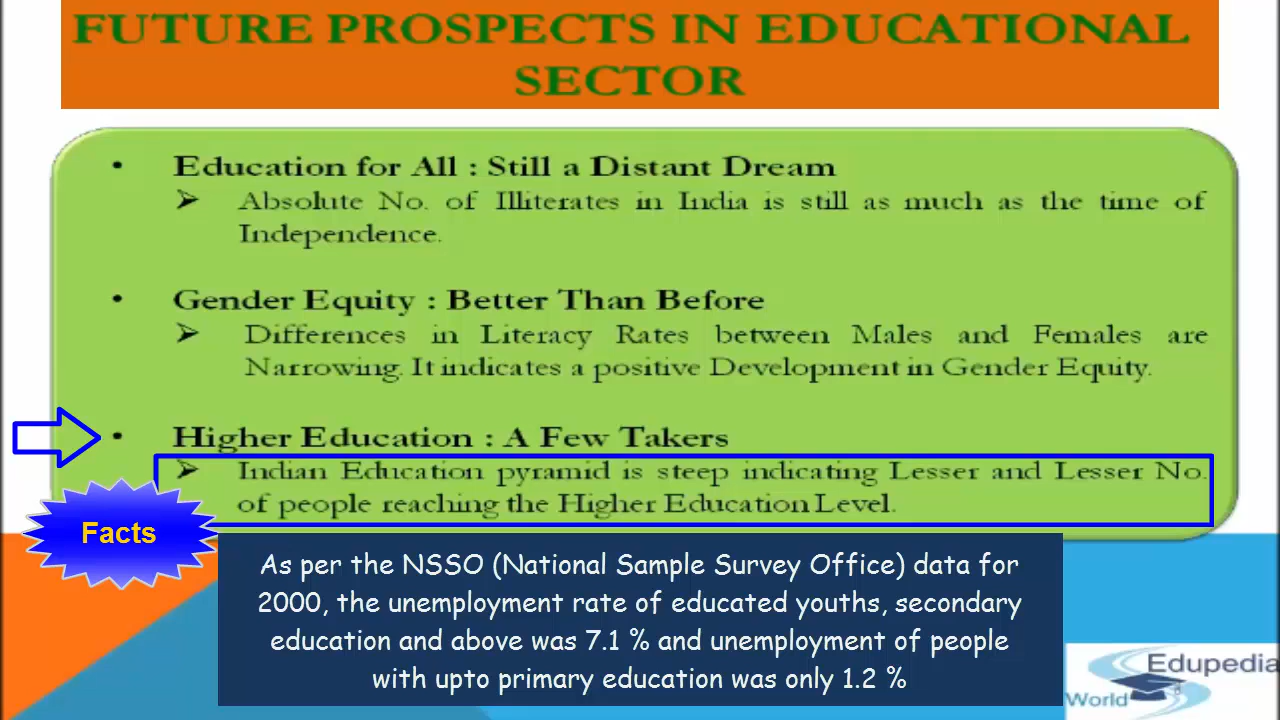 FUTURE PROSPECTS IN EDUCATIONAL
SECTOR
• Education for All : Still a Distant Dream
➢ Absolute No. of Illiterates in India is still as much as the time of
Independence.
• Gender Equity : Better Than Before
➢ Differences in Literacy Rates between Males and Females are
Narrowing. It indicates a positive Development in Gender Equity.
• Higher Education : A Few Takers
➢ Indian Education pyramid is steep indicating Lesser and Lesser No.
of people reaching the Higher Education Level.
Facts
As per the NSSO (National Sample Survey Office) data for
2000, the unemployment rate of educated youths, secondary
education and above was 7.1 % and unemployment of people
with upto primary education was only 1.2 %
Edupedia
World